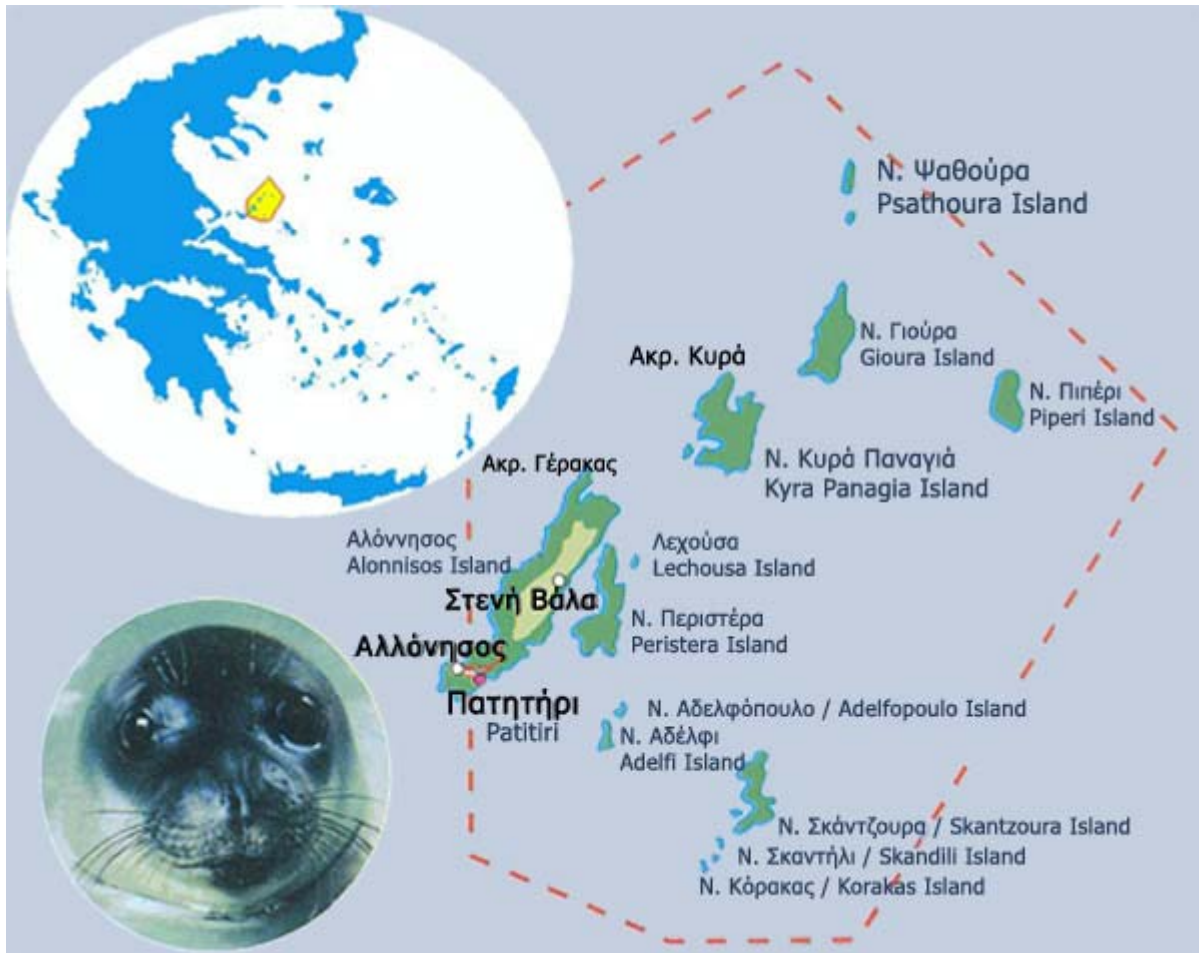 Ν. Ψαθούρα
Psathoura Island
Ν. Γιούρα
Gioura Island
Ακρ. Κυρά
Ν. Πιπέρι
Piperi Island
Ν. Κυρά Παναγιά
Kyra Panagia Island
Ακρ. Γέρακας
Αλόννησος
Alonnisos Island
Λεχούσα
Lechousa Island
Στενή Βάλα
Ν. Περιστέρα
Peristera Island
Αλλόνησος
Πατητήρι
Patitiri
Ν. Αδελφόπουλο / Adelfopoulo Island
Ν. Αδέλφι
Adelfi Island
Ν. Σκάντζουρα / Skantzoura Island
Ν. Σκαντήλι / Skandili Island
Ν. Κόρακας / Korakas Island